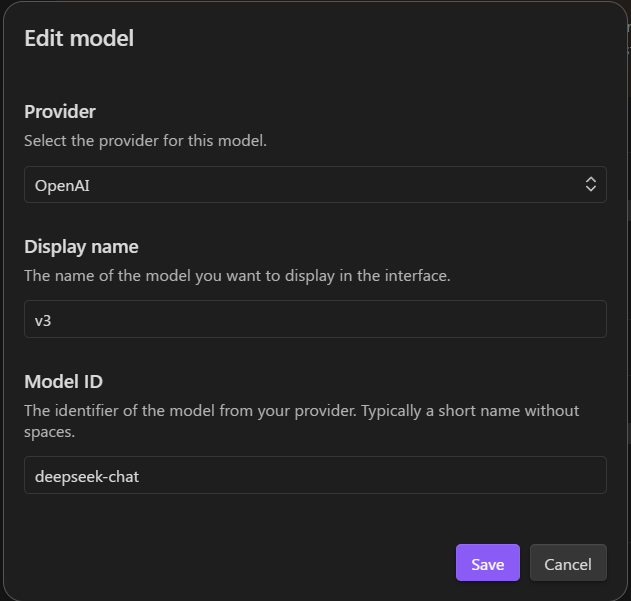 Edit model
Provider
Select the provider for this model.
OpenAI
Display name
The name of the model you want to display in the interface.
v3
Model ID
The identifier of the model from your provider. Typically a short name without
spaces.
deepseek-chat
Save
Cancel